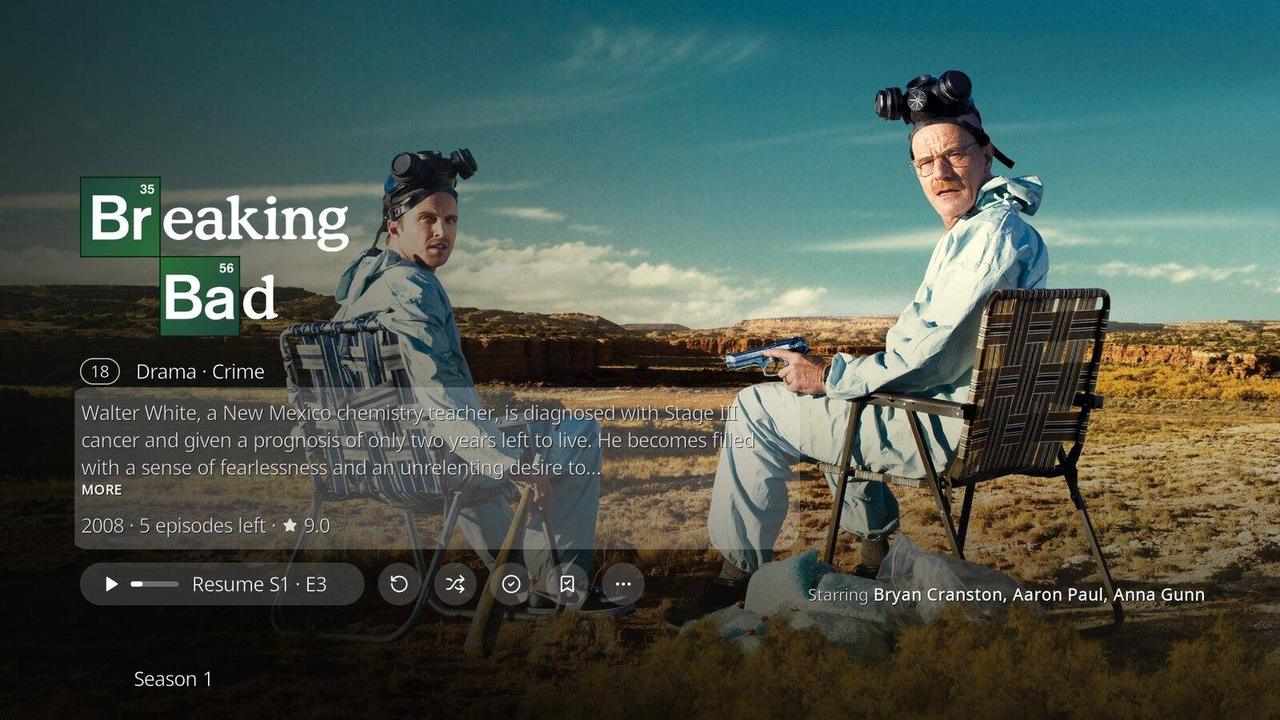 35
Breaking
56
Bad
18 Drama · Crime
Walter White, a New Mexico chemistry teacher, is diagnosed with Stage III
cancer and given a prognosis of only two years left to live. He becomes filled
with a sense of fearlessness and an unrelenting desire to...
MORE
2008 · 5 episodes left · ★ 9.0
Resume S1 · E3
Starring Bryan Cranston, Aaron Paul, Anna Gunn
Season 1